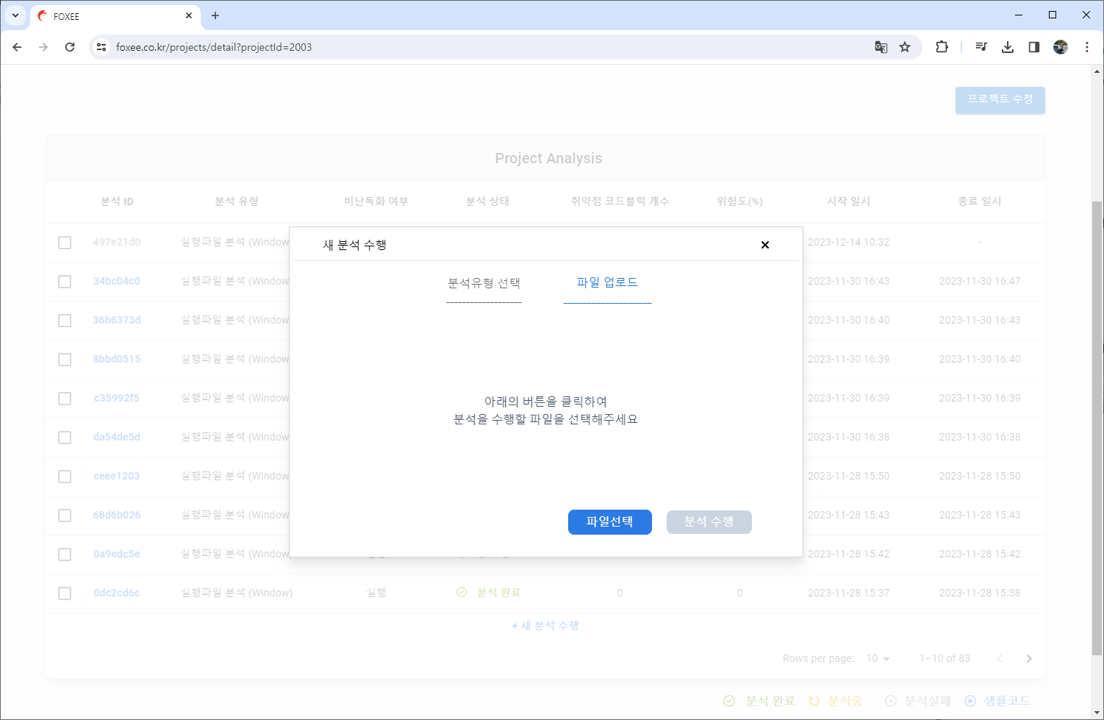 FOXEE
foxee.co.kr/projects/detail?projectId=2003
프로젝트 수정
Project Analysis
분석 ID 분석 유형 비난독화 여부 분석 상태 취약점 코드블럭 개수 위험도(%) 시작 일시 종료 일시
497e21d0 실행파일 분석 (Window 2023-12-14 10:32 -
새 분석 수행
분석유형 선택 파일 업로드
34bc04c0 실행파일 분석 (Window 2023-11-30 16:43 2023-11-30 16:47
36b6373d 실행파일 분석 (Window 2023-11-30 16:40 2023-11-30 16:43
8bbd0515 실행파일 분석 (Window 2023-11-30 16:39 2023-11-30 16:40
c35992f5 실행파일 분석 (Window 2023-11-30 16:39 2023-11-30 16:39
아래의 버튼을 클릭하여
분석을 수행할 파일을 선택해주세요
da54de5d 실행파일 분석 (Window 2023-11-30 16:38 2023-11-30 16:38
ceee1203 실행파일 분석 (Window 2023-11-28 15:50 2023-11-28 15:50
68d6b026 실행파일 분석 (Window 2023-11-28 15:43 2023-11-28 15:43
파일선택 분석 수행
0a9edc5e 실행파일 분석 (Window 2023-11-28 15:42 2023-11-28 15:42
0dc2cd6c 실행파일 분석 (Window) 실행 분석 완료 0 0 2023-11-28 15:37 2023-11-28 15:38
+ 새 분석 수행
Rows per page: 10 1–10 of 83
분석 완료 분석중 분석실패 샘플코드